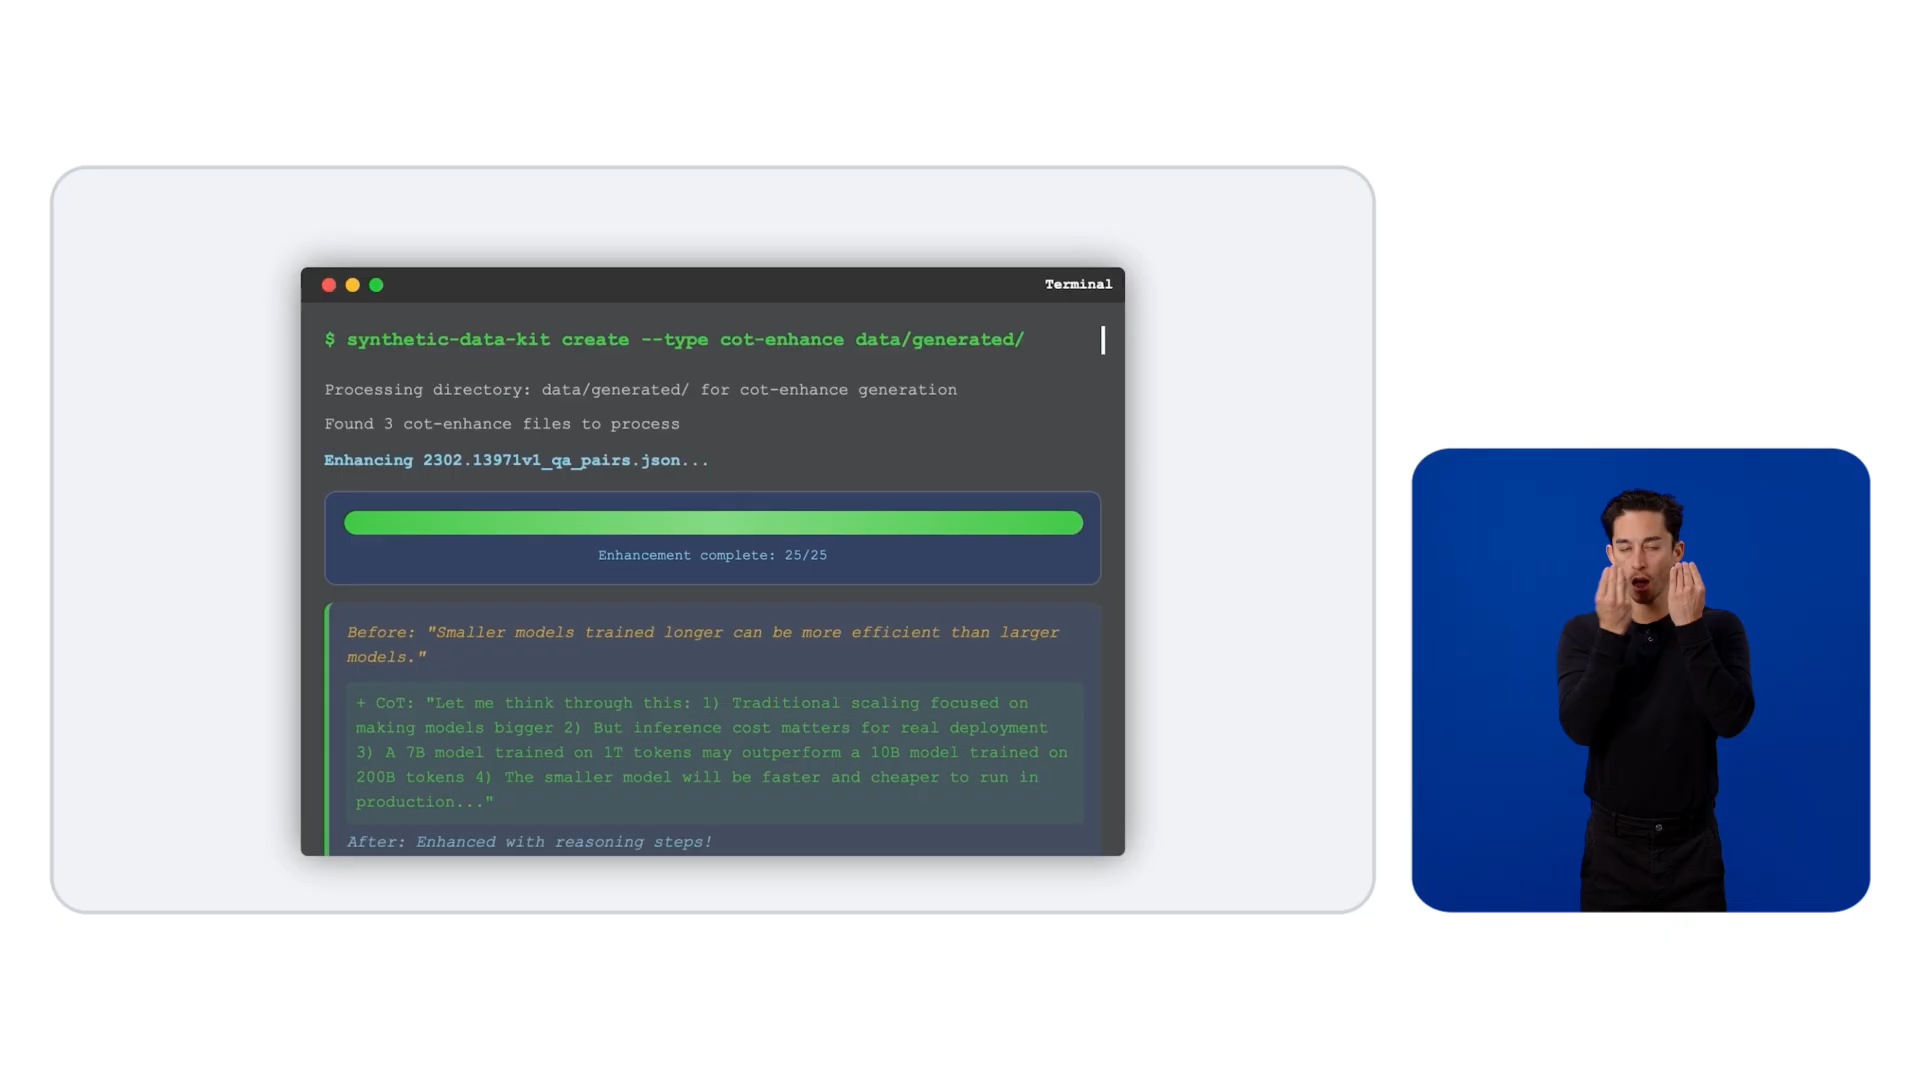 Terminal
$ synthetic-data-kit create --type cot-enhance data/generated/
Processing directory: data/generated/ for cot-enhance generation
Found 3 cot-enhance files to process
Enhancing 2302.13971v1_qa_pairs.json...
Enhancement complete: 25/25
Before: "Smaller models trained longer can be more efficient than larger
models."
+ CoT: "Let me think through this: 1) Traditional scaling focused on
making models bigger 2) But inference cost matters for real deployment
3) A 7B model trained on 1T tokens may outperform a 10B model trained on
200B tokens 4) The smaller model will be faster and cheaper to run in
production..."
After: Enhanced with reasoning steps!